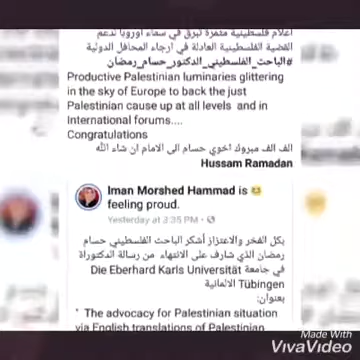 أعلام فلسطينية مثمرة تبرق في سماء أوروبا لدعم
القضية الفلسطينية العادلة في ارجاء المحافل الدولية
#الباحث_الفلسطيني_الدكتور_حسام_رمضان
Productive Palestinian luminaries glittering
in the sky of Europe to back the just
Palestinian cause up at all levels and in
International forums....
Congratulations
الف الف مبروك أخوي حسام الى الامام ان شاء الله
Hussam Ramadan
Iman Morshed Hammad is
feeling proud.
Yesterday at 3:35 PM
بكل الفخر والاعتزاز أشكر الباحث الفلسطيني حسام
رمضان الذي شارف على الانتهاء من رسالة الدكتوراة
في جامعة Die Eberhard Karls Universität
Tübingen الالمانية
بعنوان:
" The advocacy for Palestinian situation
via English translations of Palestinian
Made With
VivaVideo